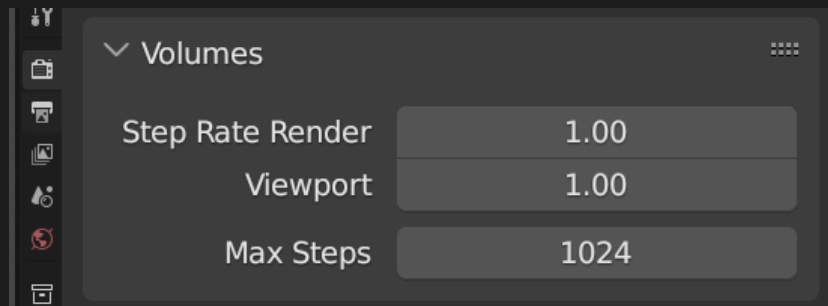 Volumes
Step Rate Render 1.00
Viewport 1.00
Max Steps 1024